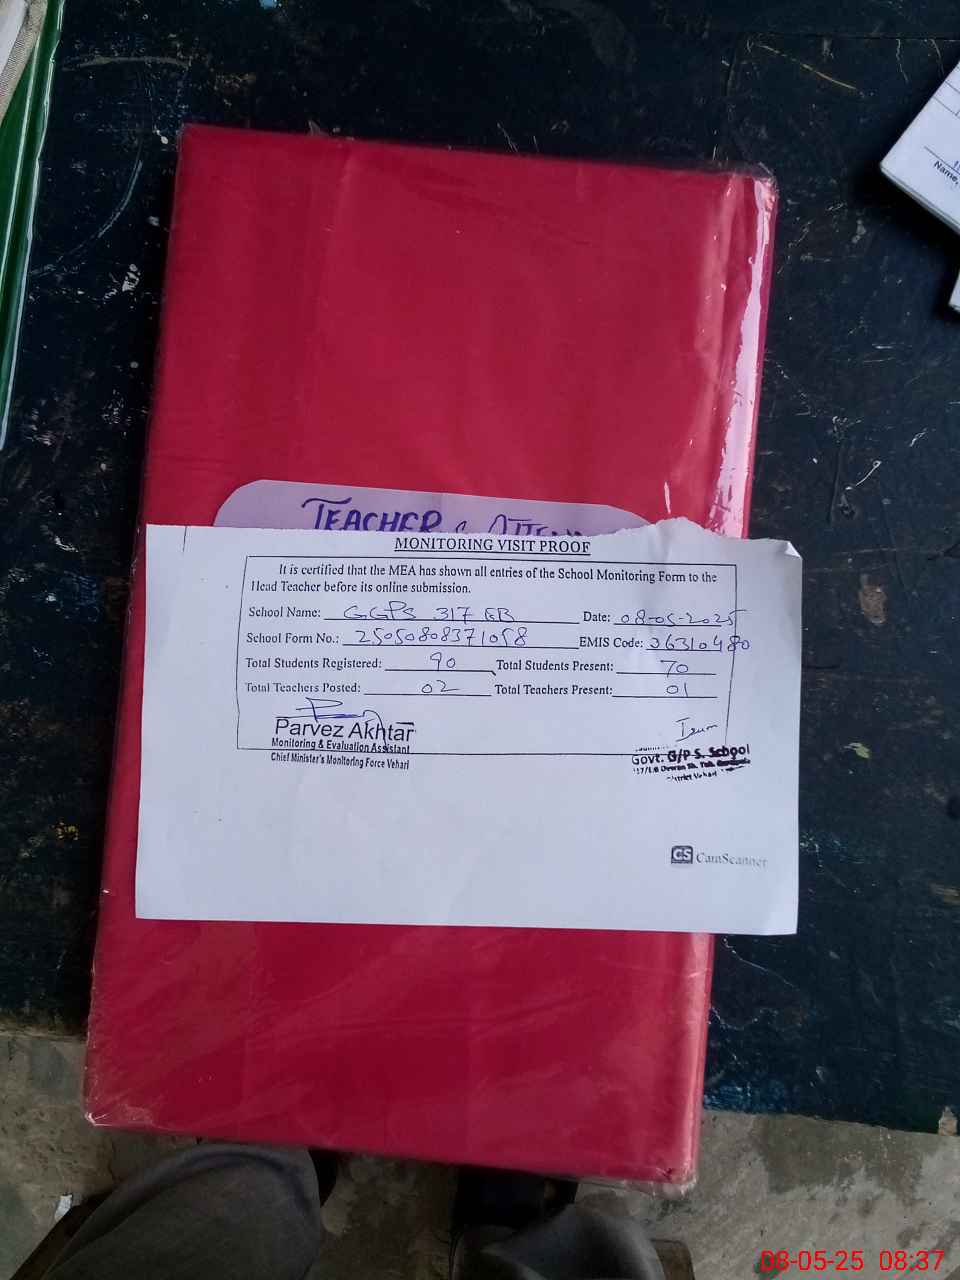 TEACHER
MONITORING VISIT PROOF
It is certified that the MEA has shown all entries of the School Monitoring Form to the
Head Teacher before its online submission.
School Name: GGPS 317 EB Date: 08-05-2025
School Form No.: 25050808371058 EMIS Code: 36310480
Total Students Registered: 90 Total Students Present: 70
Total Teachers Posted: 02 Total Teachers Present: 01
Parvez Akhtar
Monitoring & Evaluation Assistant
Chief Minister's Monitoring Force Vehari
Govt. G/P S. School
CS CamScanner
Name,
08-05-25 08:37